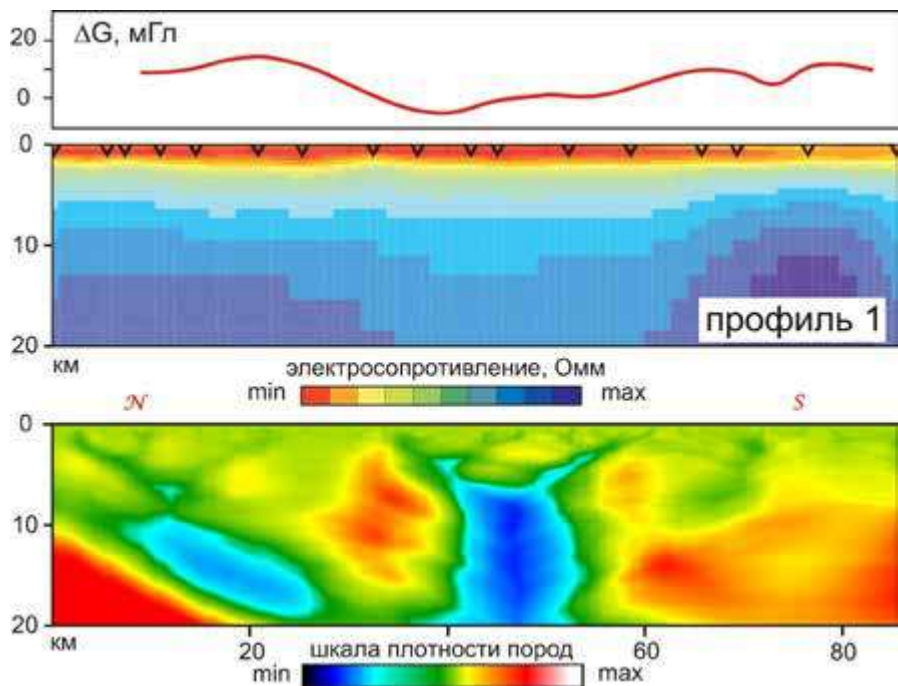 20
ΔG, мГл
0
0
10
20
профиль 1
км
электросопротивление, Омм
min
max
N
S
0
10
20
км
20
60
80
шкала плотности пород
min
max